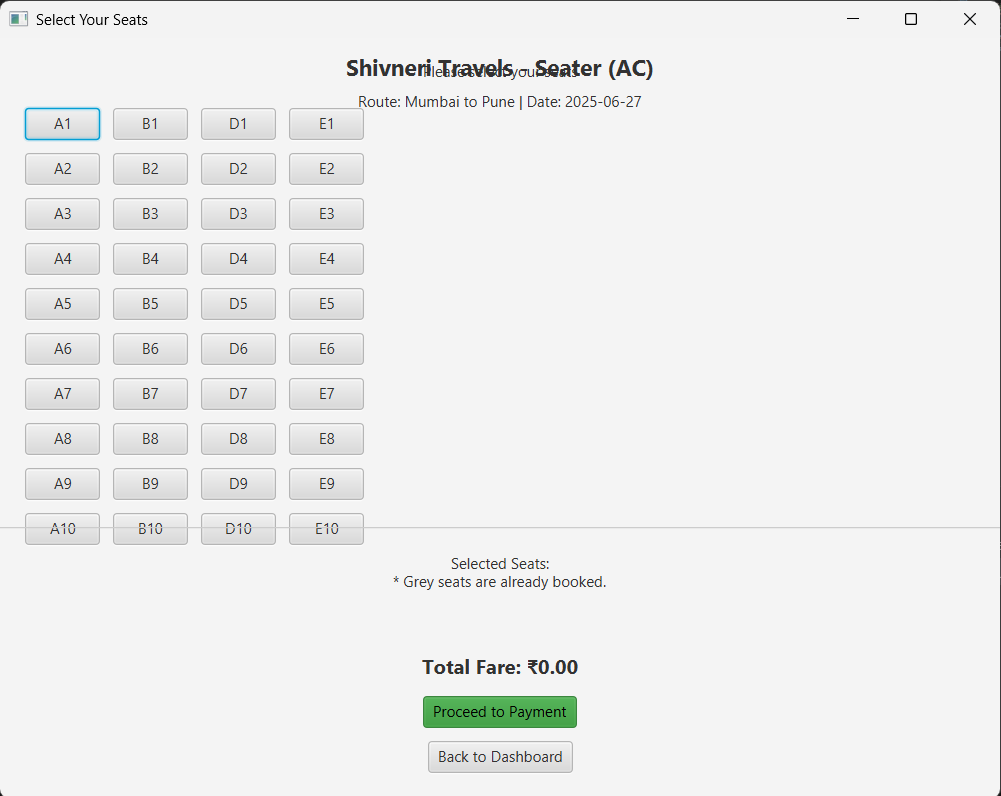 Select Your Seats
Shivneri Travels - Seater (AC)
Please select your seats
Route: Mumbai to Pune | Date: 2025-06-27
A1 B1 D1 E1
A2 B2 D2 E2
A3 B3 D3 E3
A4 B4 D4 E4
A5 B5 D5 E5
A6 B6 D6 E6
A7 B7 D7 E7
A8 B8 D8 E8
A9 B9 D9 E9
A10 B10 D10 E10
Selected Seats:
* Grey seats are already booked.
Total Fare: ₹0.00
Proceed to Payment
Back to Dashboard